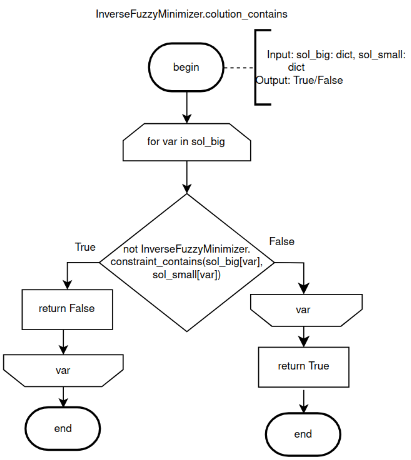 InverseFuzzyMinimizer.colution_contains
begin
Input: sol_big: dict, sol_small:
dict
Output: True/False
for var in sol_big
True
False
not InverseFuzzyMinimizer.
constraint_contains(sol_big[var],
sol_small[var])
return False
var
var
return True
end
end